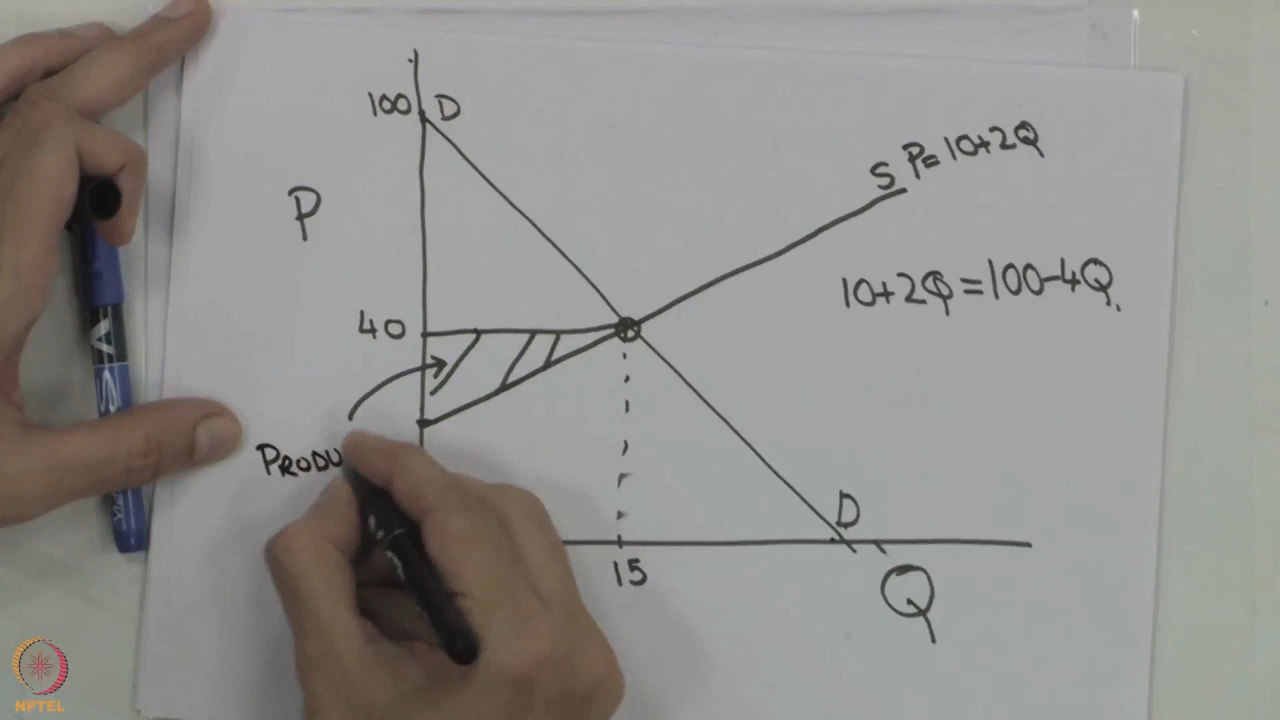 100 D
S P=10+2Q
P
10+2Q=100-4Q.
40
PRODU
D
15
Q
NPTEL